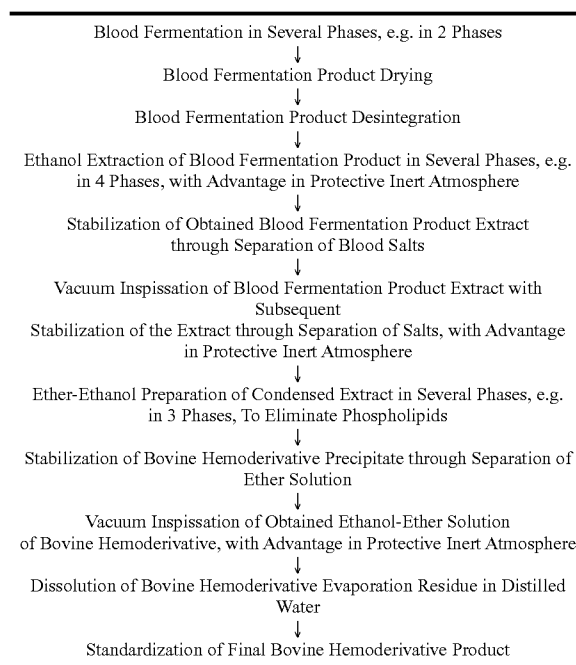 Blood Fermentation in Several Phases, e.g. in 2 Phases
Blood Fermentation Product Drying
Blood Fermentation Product Desintegration
Ethanol Extraction of Blood Fermentation Product in Several Phases, e.g.
in 4 Phases, with Advantage in Protective Inert Atmosphere
Stabilization of Obtained Blood Fermentation Product Extract
through Separation of Blood Salts
Vacuum Inspissation of Blood Fermentation Product Extract with
Subsequent
Stabilization of the Extract through Separation of Salts, with Advantage
in Protective Inert Atmosphere
Ether-Ethanol Preparation of Condensed Extract in Several Phases, e.g.
in 3 Phases, To Eliminate Phospholipids
Stabilization of Bovine Hemoderivative Precipitate through Separation of
Ether Solution
Vacuum Inspissation of Obtained Ethanol-Ether Solution
of Bovine Hemoderivative, with Advantage in Protective Inert Atmosphere
Dissolution of Bovine Hemoderivative Evaporation Residue in Distilled
Water
Standardization of Final Bovine Hemoderivative Product